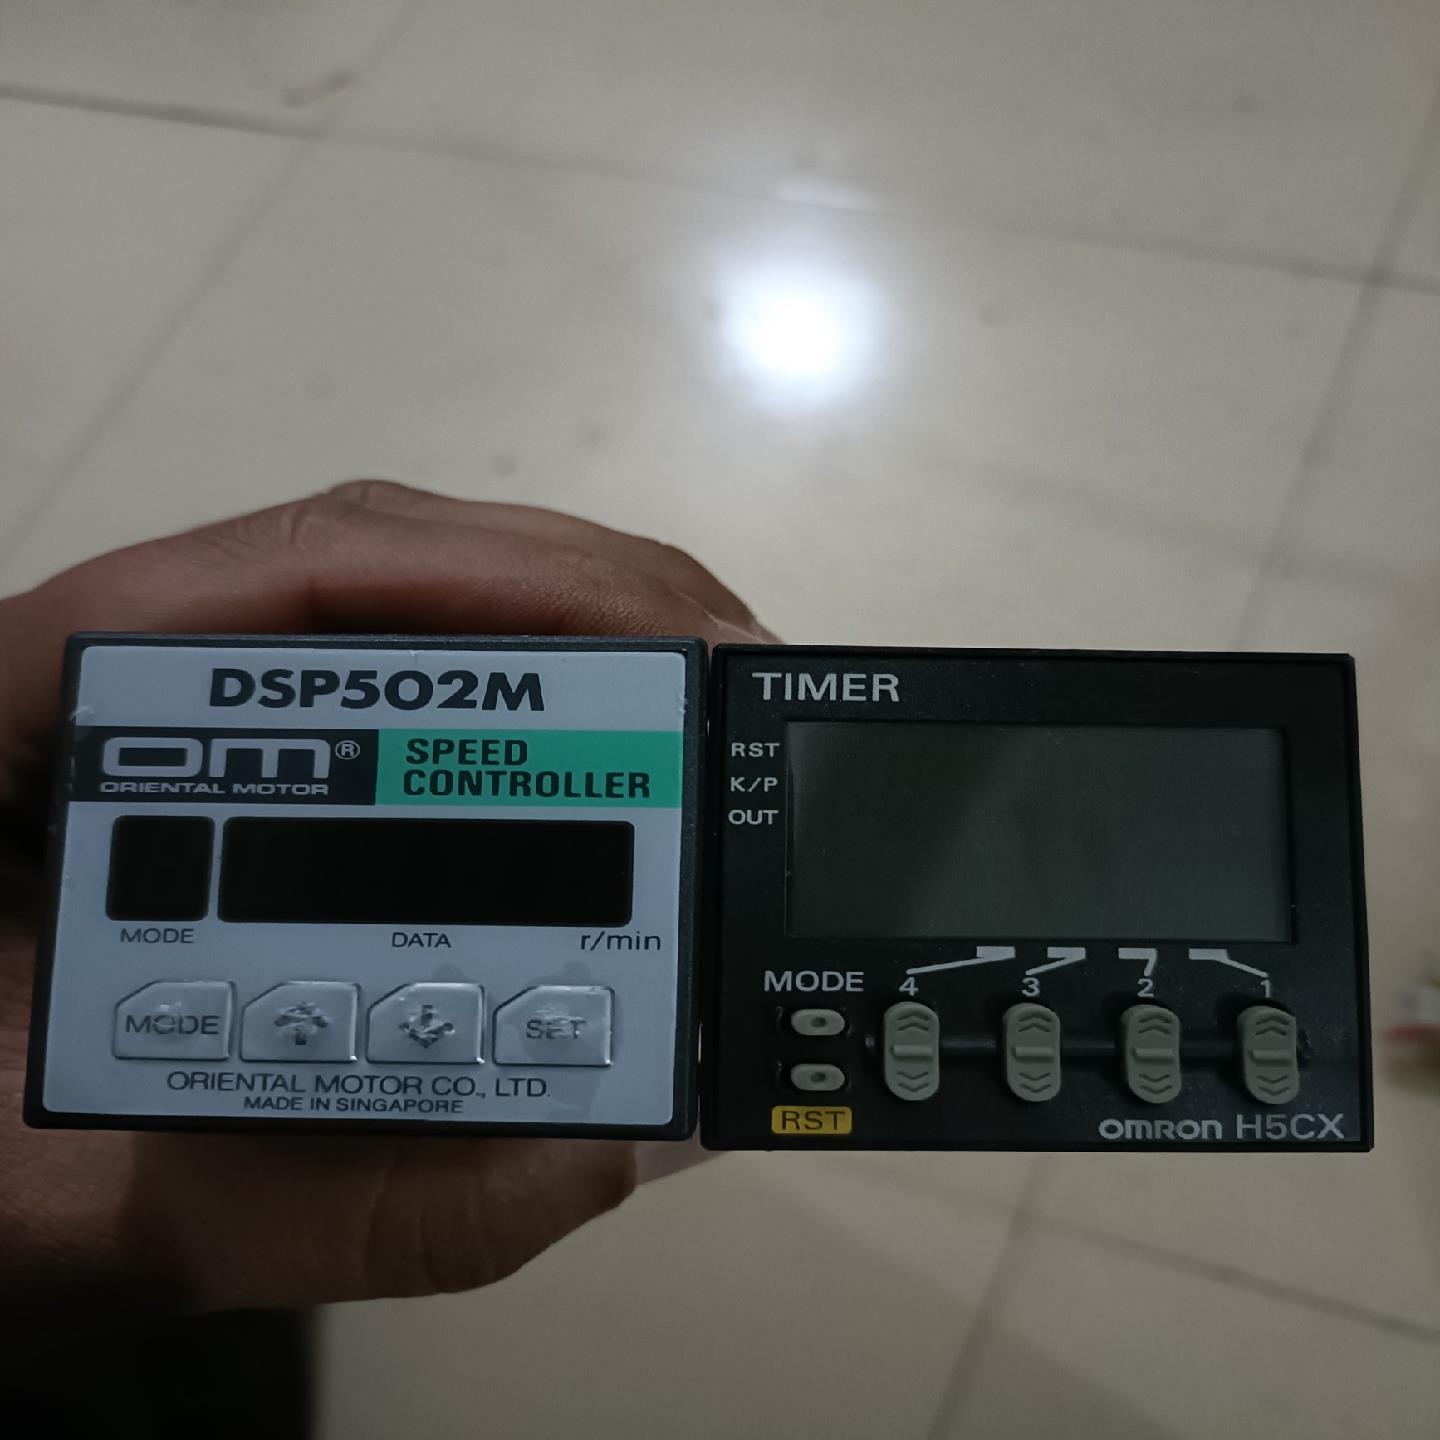 DSP502M
om®
ORIENTAL MOTOR
SPEED
CONTROLLER
MODE
DATA
r/min
MODE
SET
ORIENTAL MOTOR CO., LTD.
MADE IN SINGAPORE
TIMER
RST
K/P
OUT
MODE
4 3 2 1
RST
OMRON H5CX